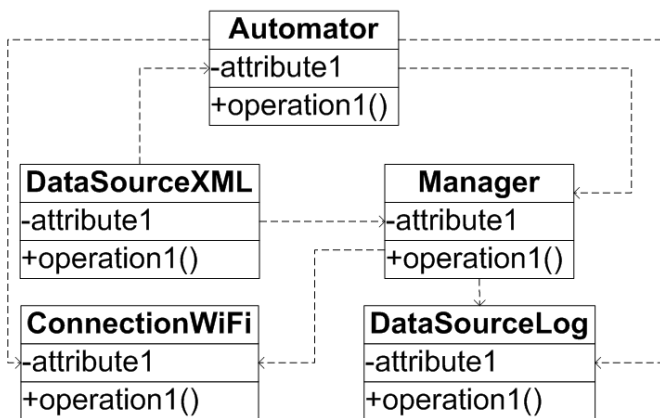 Automator
-attribute1
+operation1()
DataSourceXML
-attribute1
+operation1()
Manager
-attribute1
+operation1()
ConnectionWiFi
-attribute1
+operation1()
DataSourceLog
-attribute1
+operation1()